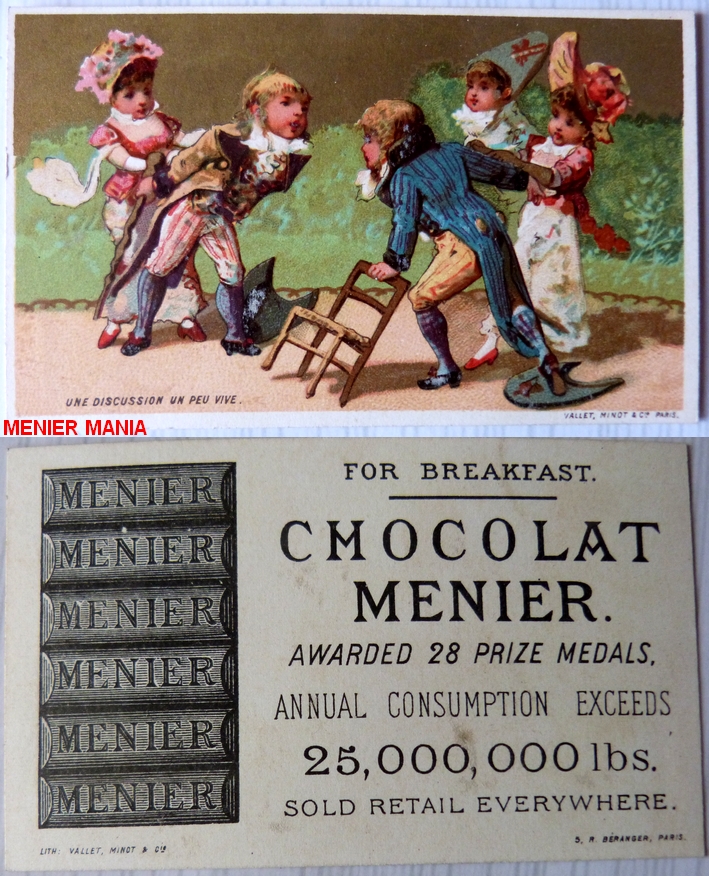 UNE DISCUSSION UN PEU VIVE.
VALLET, MINOT & Cº PARIS.
MENIER MANIA
MENIER
MENIER
MENIER
MENIER
MENIER
MENIER
FOR BREAKFAST.
CHOCOLAT
MENIER.
AWARDED 28 PRIZE MEDALS,
ANNUAL CONSUMPTION EXCEEDS
25,000,000 lbs.
SOLD RETAIL EVERYWHERE.
LITH: VALLET, MINOT & Cie
5, R. BÉRANGER, PARIS.